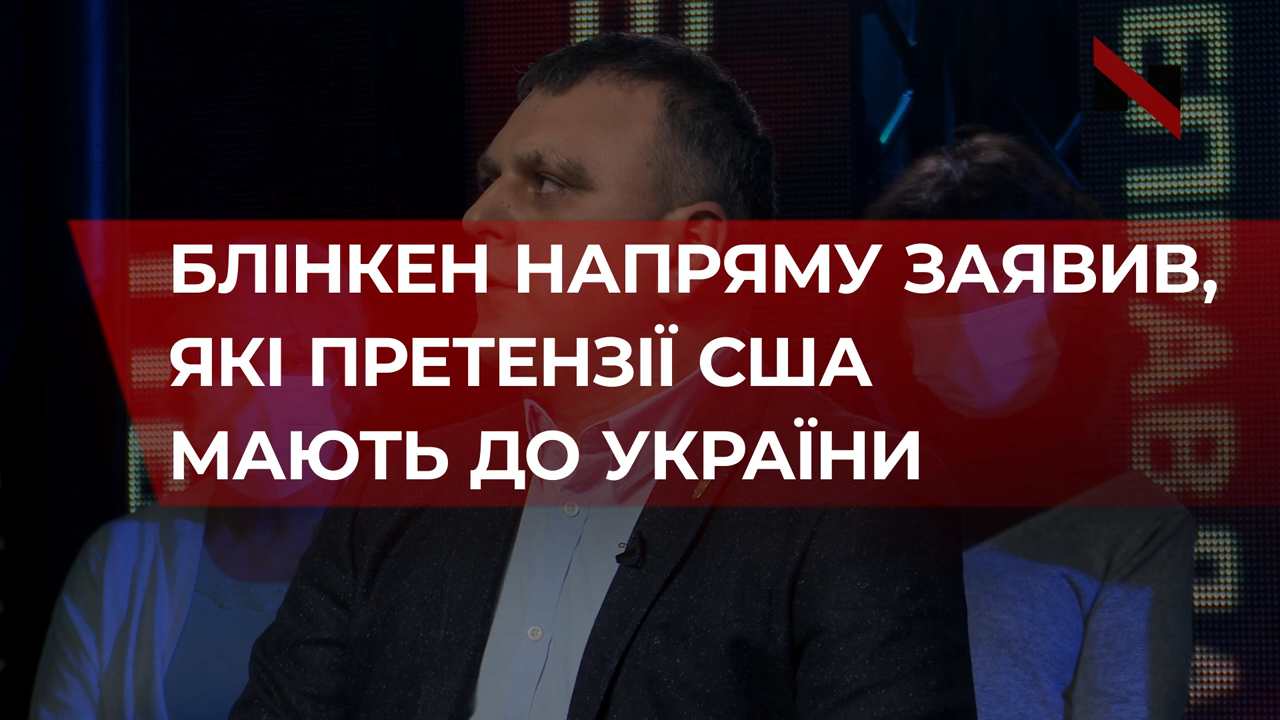 БЛІНКЕН НАПРЯМУ ЗАЯВИВ,
ЯКІ ПРЕТЕНЗІЇ США
МАЮТЬ ДО УКРАЇНИ